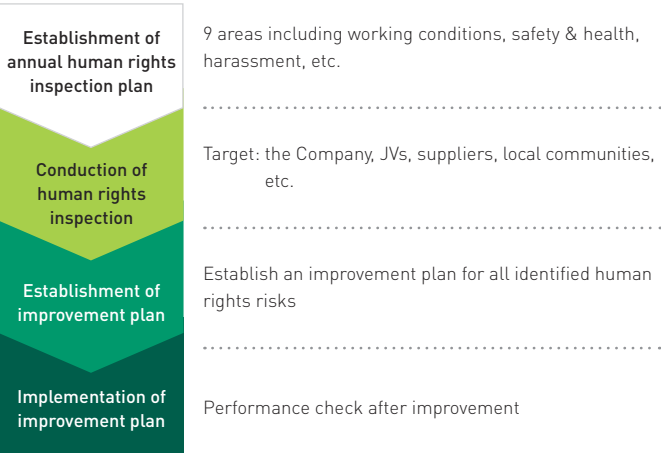 Establishment of
annual human rights
inspection plan
9 areas including working conditions, safety & health,
harassment, etc.
Conduction of
human rights
inspection
Target: the Company, JVs, suppliers, local communities,
etc.
Establishment of
improvement plan
Establish an improvement plan for all identified human
rights risks
Implementation of
improvement plan
Performance check after improvement